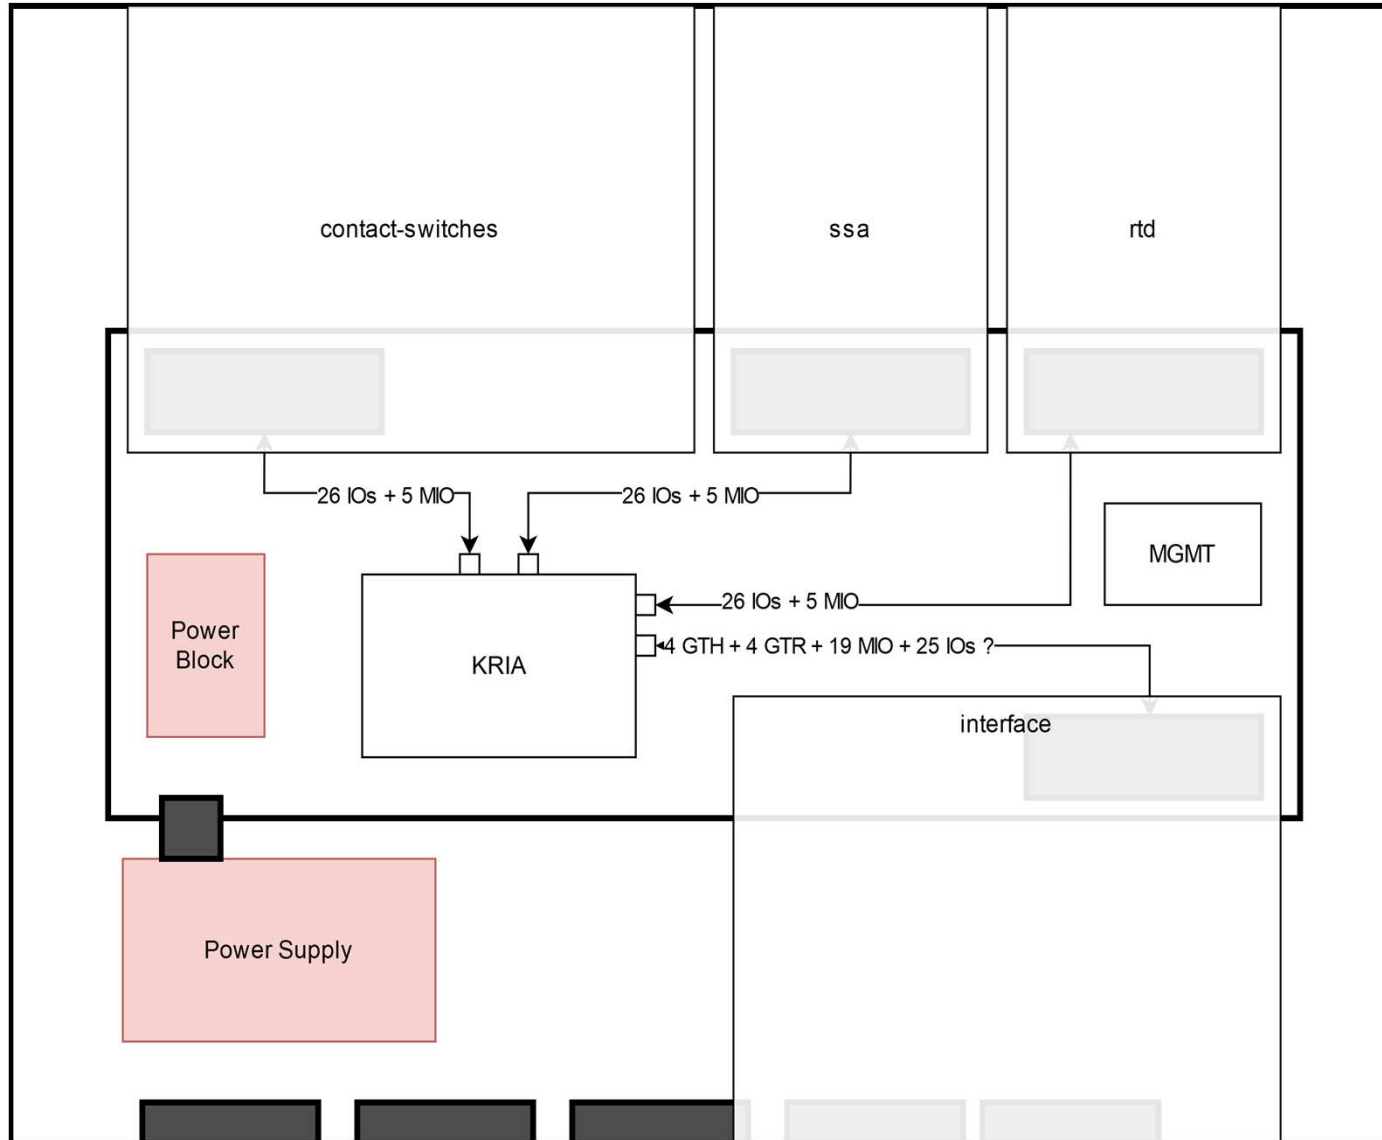 contact-switches
ssa
rtd
26 IOs + 5 MIO
26 IOs + 5 MIO
MGMT
26 IOs + 5 MIO
Power
Block
4 GTH + 4 GTR + 19 MIO + 25 IOs ?
KRIA
interface
Power Supply